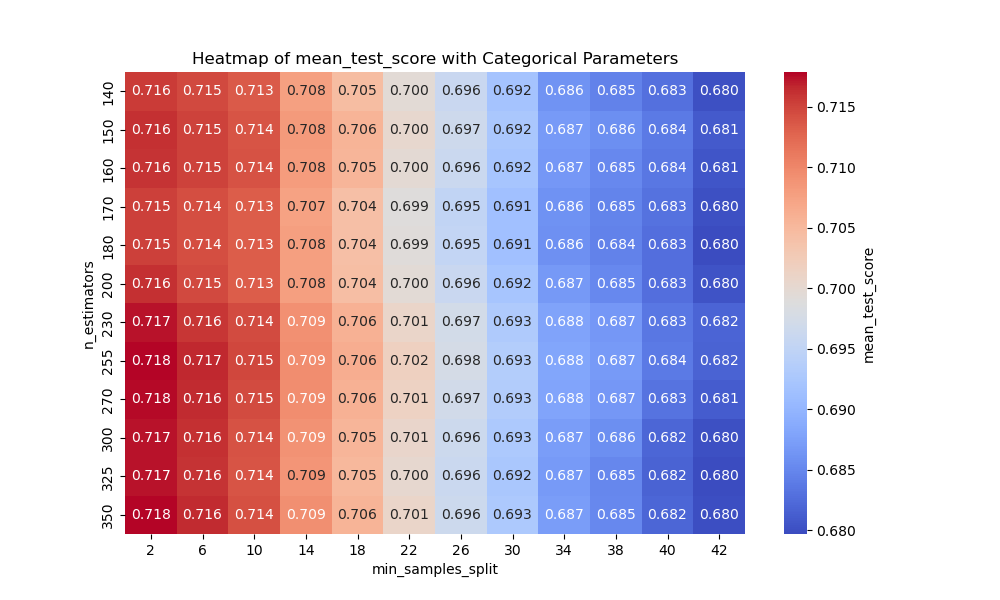 Heatmap of mean_test_score with Categorical Parameters
n_estimators
140 0.716 0.715 0.713 0.708 0.705 0.700 0.696 0.692 0.686 0.685 0.683 0.680
150 0.716 0.715 0.714 0.708 0.706 0.700 0.697 0.692 0.687 0.686 0.684 0.681
160 0.716 0.715 0.714 0.708 0.705 0.700 0.696 0.692 0.687 0.685 0.684 0.681
170 0.715 0.714 0.713 0.707 0.704 0.699 0.695 0.691 0.686 0.685 0.683 0.680
180 0.715 0.714 0.713 0.708 0.704 0.699 0.695 0.691 0.686 0.684 0.683 0.680
200 0.716 0.715 0.713 0.708 0.704 0.700 0.696 0.692 0.687 0.685 0.683 0.680
230 0.717 0.716 0.714 0.709 0.706 0.701 0.697 0.693 0.688 0.687 0.683 0.682
255 0.718 0.717 0.715 0.709 0.706 0.702 0.698 0.693 0.688 0.687 0.684 0.682
270 0.718 0.716 0.715 0.709 0.706 0.701 0.697 0.693 0.688 0.687 0.683 0.681
300 0.717 0.716 0.714 0.709 0.705 0.701 0.696 0.693 0.687 0.686 0.682 0.680
325 0.717 0.716 0.714 0.709 0.705 0.700 0.696 0.692 0.687 0.685 0.682 0.680
350 0.718 0.716 0.714 0.709 0.706 0.701 0.696 0.693 0.687 0.685 0.682 0.680
2 6 10 14 18 22 26 30 34 38 40 42
min_samples_split
0.715
0.710
0.705
0.700
0.695
0.690
0.685
0.680
mean_test_score